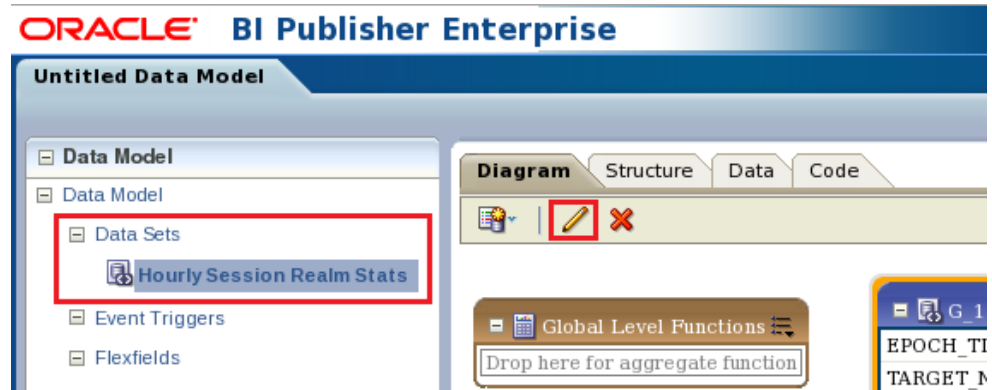 ORACLE BI Publisher Enterprise
Untitled Data Model
Data Model
Data Model
Data Sets
Hourly Session Realm Stats
Event Triggers
Flexfields
Diagram Structure Data Code
Global Level Functions
Drop here for aggregate function
G_1
EPOCH_TI
TARGET_N